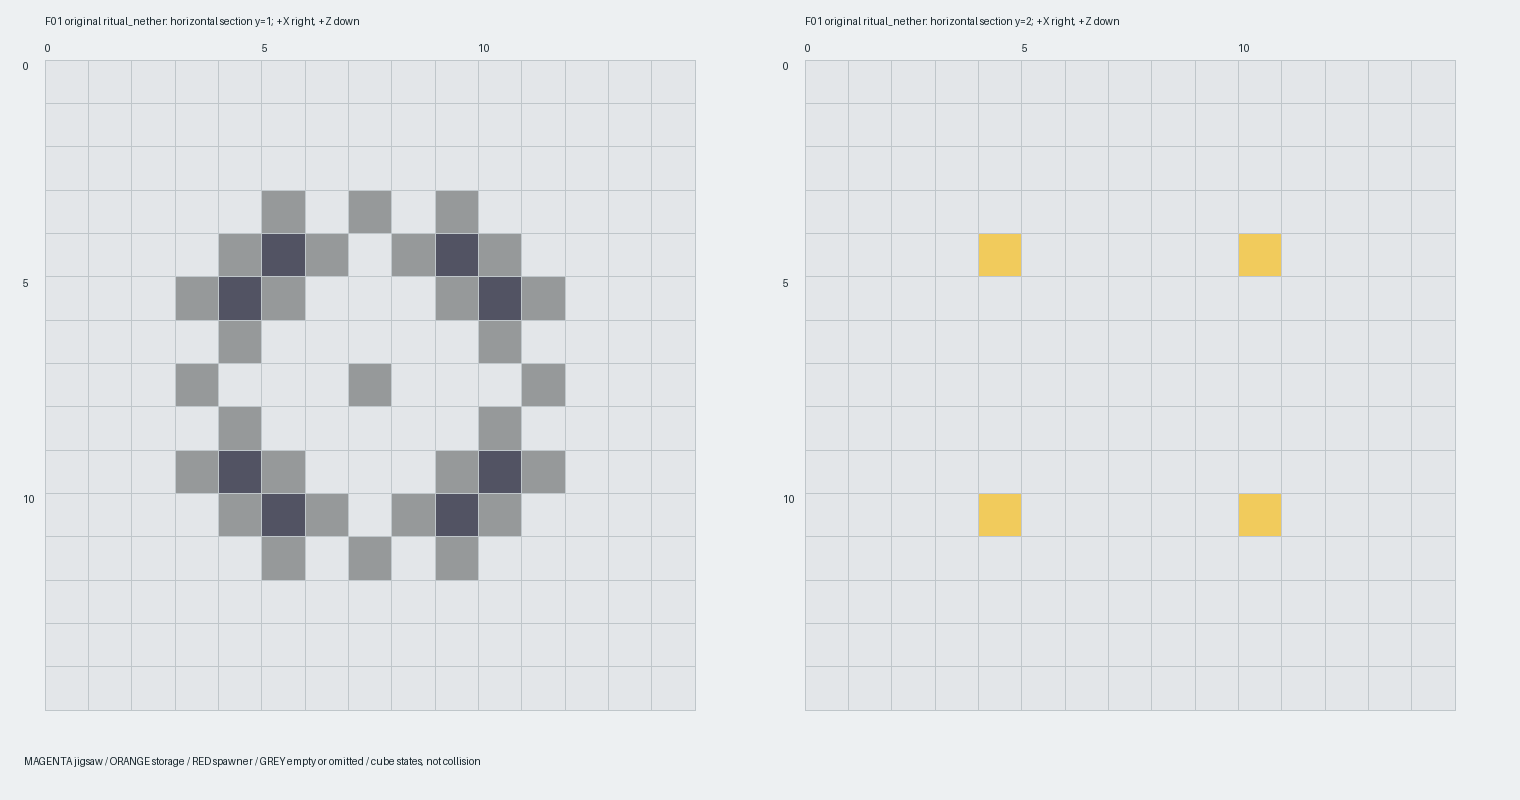 F01 original ritual_nether: horizontal section y=1; +X right, +Z down
0 5 10
0
5
10
F01 original ritual_nether: horizontal section y=2; +X right, +Z down
0 5 10
0
5
10
MAGENTA jigsaw / ORANGE storage / RED spawner / GREY empty or omitted / cube states, not collision